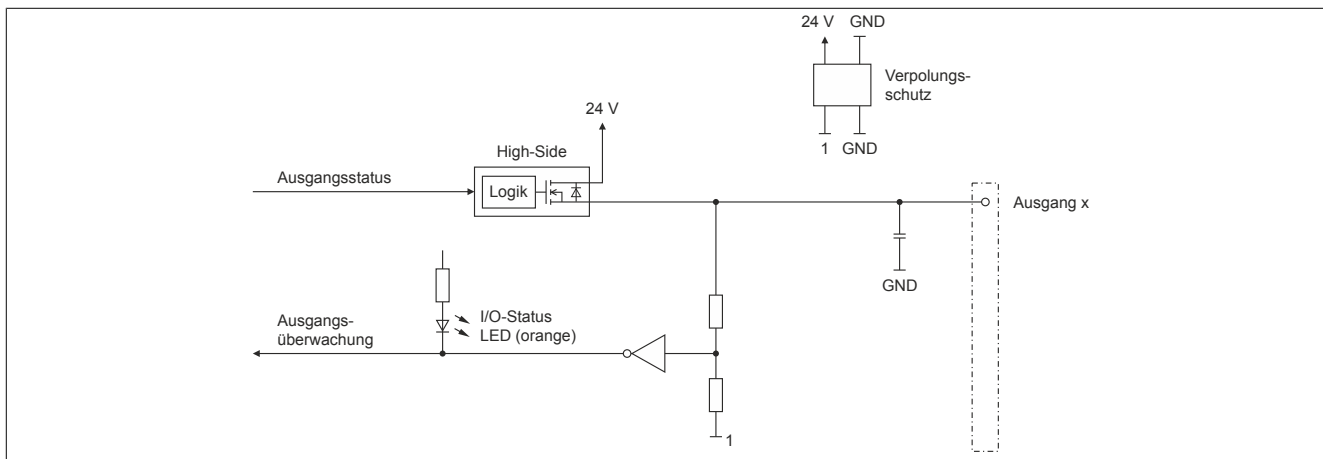 24 V GND
Verpolungs-
schutz
1 GND
24 V
High-Side
Logik
Ausgangsstatus
Ausgang x
GND
I/O-Status
LED (orange)
Ausgangs-
überwachung
1